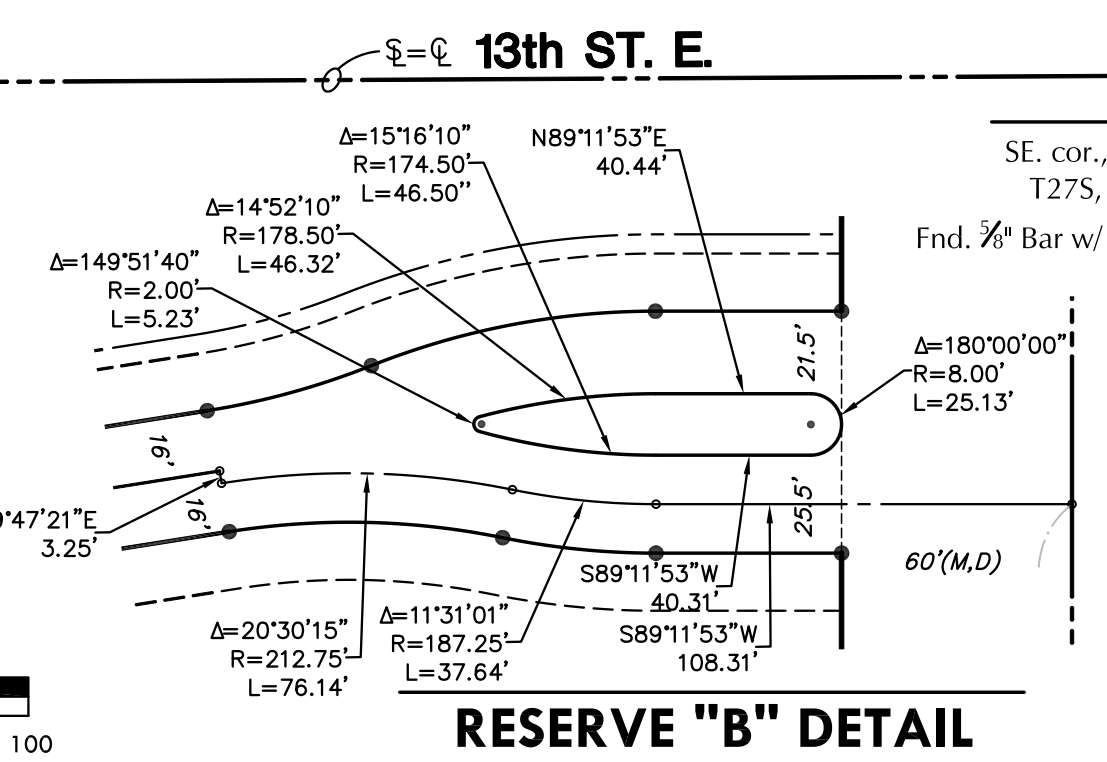 ℄=℄ 13th ST. E.
Δ=15°16'10"
R=174.50'
L=46.50''
N89°11'53"E
40.44'
SE. cor.,
T27S,
Fnd. 5/8" Bar w/
Δ=14°52'10"
R=178.50'
L=46.32'
Δ=149°51'40"
R=2.00'
L=5.23'
21.5'
Δ=180°00'00"
R=8.00'
L=25.13'
16'
16'
25.5'
9°47'21"E
3.25'
60'(M,D)
S89°11'53"W
40.31'
S89°11'53"W
108.31'
Δ=20°30'15"
R=212.75'
L=76.14'
Δ=11°31'01"
R=187.25'
L=37.64'
100
RESERVE "B" DETAIL